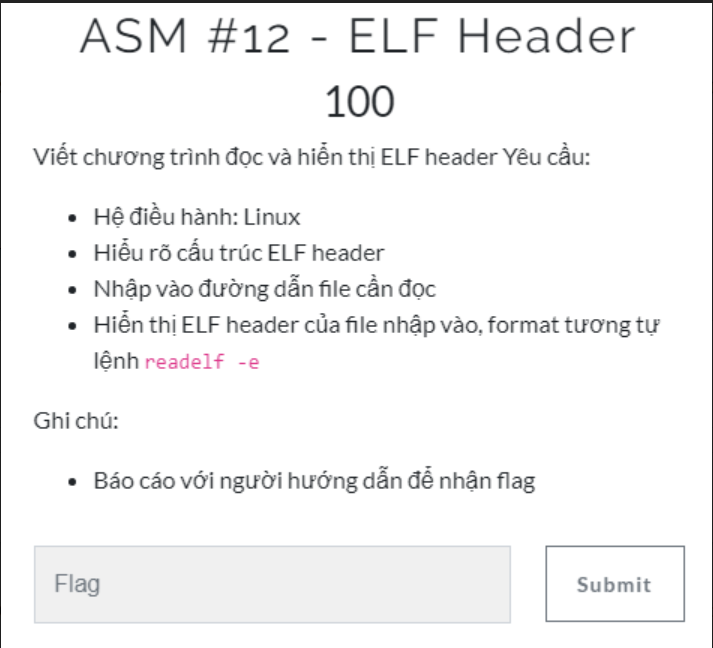 ASM #12 - ELF Header
100
Viết chương trình đọc và hiển thị ELF header Yêu cầu:
• Hệ điều hành: Linux
• Hiểu rõ cấu trúc ELF header
• Nhập vào đường dẫn file cần đọc
• Hiển thị ELF header của file nhập vào, format tương tự
lệnh readelf -e
Ghi chú:
• Báo cáo với người hướng dẫn để nhận flag
Flag
Submit